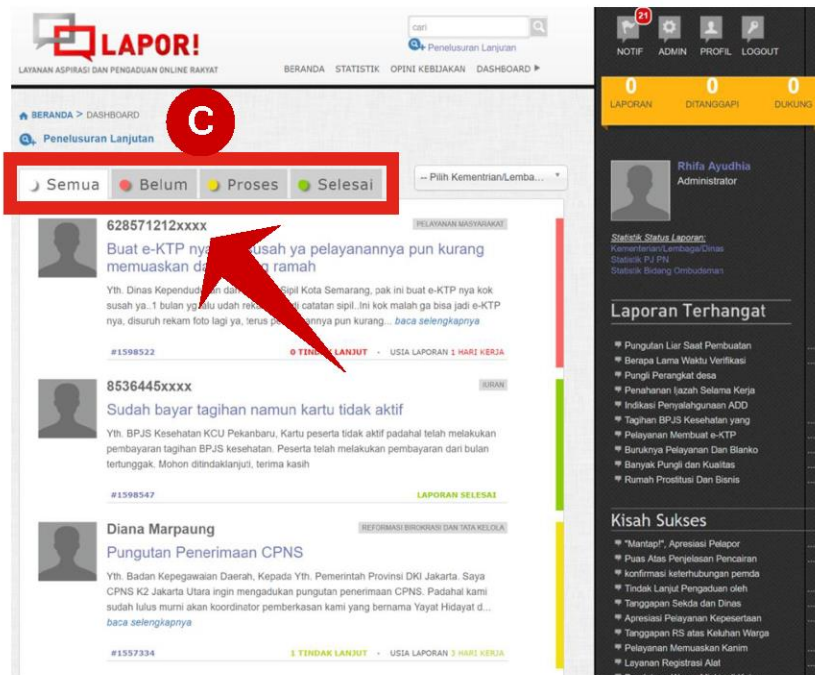 LAPOR!
LAYANAN ASPIRASI DAN PENGADUAN ONLINE RAKYAT
cari
Penelusuran Lanjutan
BERANDA STATISTIK OPINI KEBIJAKAN DASHBOARD
21
NOTIF ADMIN PROFIL LOGOUT
0 0 0
LAPORAN DITANGGAPI DUKUNG
BERANDA > DASHBOARD
Penelusuran Lanjutan
C
Semua Belum Proses Selesai
-- Pilih Kementrian/Lemba...
628571212xxxx
PELAYANAN MASYARAKAT
Buat e-KTP susah ya pelayanannya pun kurang
memuaskan ramah
Yth. Dinas Sipil Kota Semarang, pak ini buat e-KTP nya kok
susah ya..1 bulan yg lalu udah di catatan sipil..Ini kok malah ga bisa jadi e-KTP
nya, disuruh rekam foto lagi ya, terus pun kurang... baca selengkapnya
#1598522
0 TINDAK LANJUT - USIA LAPORAN 1 HARI KERJA
8536445xxxx
IURAN
Sudah bayar tagihan namun kartu tidak aktif
Yth. BPJS Kesehatan KCU Pekanbaru, Kartu peserta tidak aktif padahal telah melakukan
pembayaran tagihan BPJS kesehatan. Peserta telah melakukan pembayaran dari bulan
tertunggak. Mohon ditindaklanjuti, terima kasih
#1598547
LAPORAN SELESAI
Diana Marpaung
REFORMASI BIROKRASI DAN TATA KELOLA
Pungutan Penerimaan CPNS
Yth. Badan Kepegawaian Daerah, Kepada Yth. Pemerintah Provinsi DKI Jakarta. Saya
CPNS K2 Jakarta Utara ingin mengadukan pungutan penerimaan CPNS. Padahal kami
sudah lulus murni akan koordinator pemberkasan kami yang bernama Yayat Hidayat d...
baca selengkapnya
#1557334
1 TINDAK LANJUT - USIA LAPORAN 3 HARI KERJA
Rhifa Ayudhia
Administrator
Statistik Status Laporan:
Kementerian/Lembaga/Dinas
Statistik PJ PN
Statistik Bidang Ombudsman
Laporan Terhangat
Pungutan Liar Saat Pembuatan
Berapa Lama Waktu Verifikasi
Pungli Perangkat desa
Penahanan Ijazah Selama Kerja
Indikasi Penyalahgunaan ADD
Tagihan BPJS Kesehatan yang
Pelayanan Membuat e-KTP
Buruknya Pelayanan Dan Blanko
Banyak Pungli dan Kualitas
Rumah Prostitusi Dan Bisnis
Kisah Sukses
"Mantap!", Apresiasi Pelapor
Puas Atas Penjelasan Pencairan
konfirmasi keterhubungan pemda
Tindak Lanjut Pengaduan oleh
Tanggapan Sekda dan Dinas
Apresiasi Pelayanan Kepesertaan
Tanggapan RS atas Keluhan Warga
Pelayanan Memuaskan Kanim
Layanan Registrasi Alat